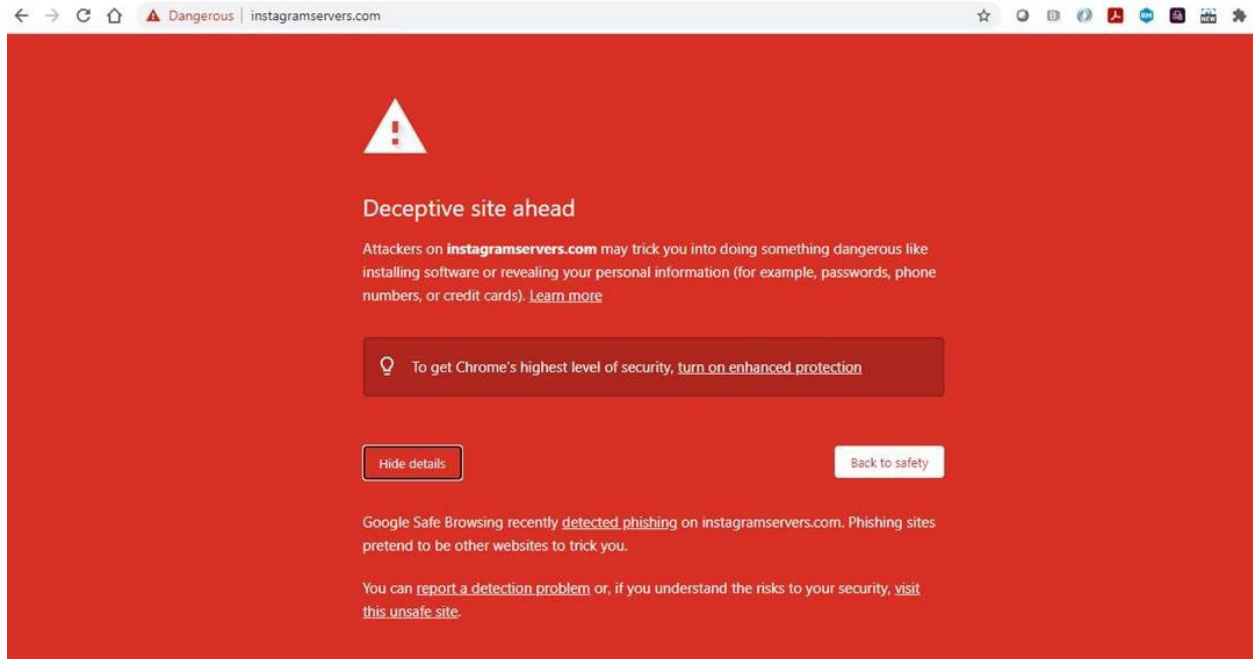 Dangerous | instagramservers.com
Deceptive site ahead
Attackers on instagramservers.com may trick you into doing something dangerous like
installing software or revealing your personal information (for example, passwords, phone
numbers, or credit cards). Learn more
To get Chrome's highest level of security, turn on enhanced protection
Hide details
Back to safety
Google Safe Browsing recently detected phishing on instagramservers.com. Phishing sites
pretend to be other websites to trick you.
You can report a detection problem or, if you understand the risks to your security, visit
this unsafe site.